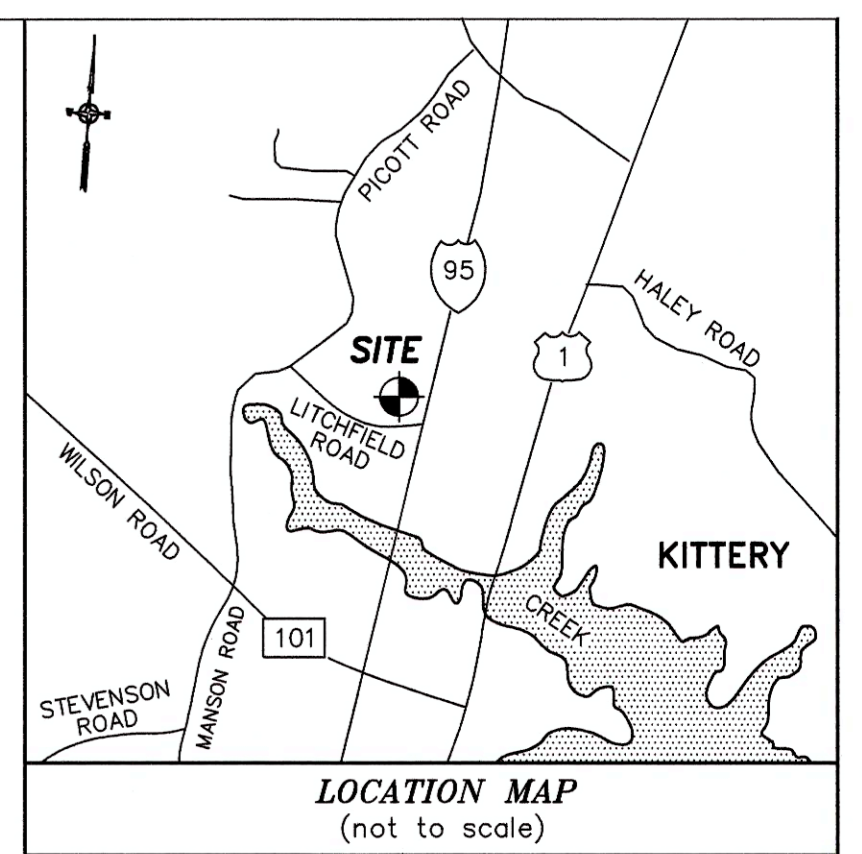 PICOTT ROAD
95
HALEY ROAD
1
SITE
LITCHFIELD
ROAD
WILSON ROAD
KITTERY
CREEK
101
MANSON ROAD
STEVENSON
ROAD
LOCATION MAP
(not to scale)